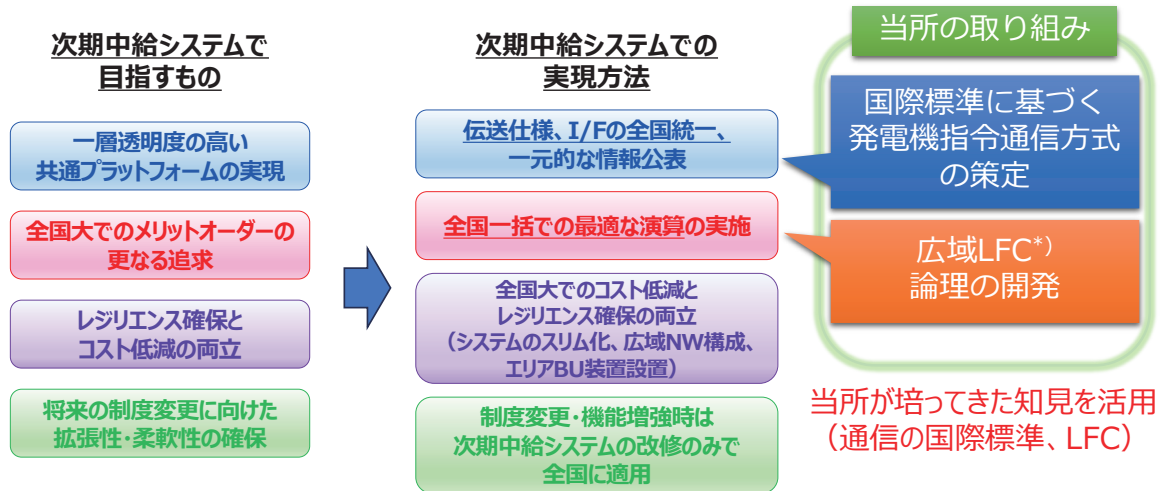 次期中給システムで
目指すもの
一層透明度の高い
共通プラットフォームの実現
全国大でのメリットオーダーの
更なる追求
レジリエンス確保と
コスト低減の両立
将来の制度変更に向けた
拡張性・柔軟性の確保
次期中給システムでの
実現方法
伝送仕様、I/Fの全国統一、
一元的な情報公表
全国一括での最適な演算の実施
全国大でのコスト低減と
レジリエンス確保の両立
（システムのスリム化、広域NW構成、
エリアBU装置設置）
制度変更・機能増強時は
次期中給システムの改修のみで
全国に適用
当所の取り組み
国際標準に基づく
発電機指令通信方式
の策定
広域LFC*)
論理の開発
当所が培ってきた知見を活用
（通信の国際標準、LFC）